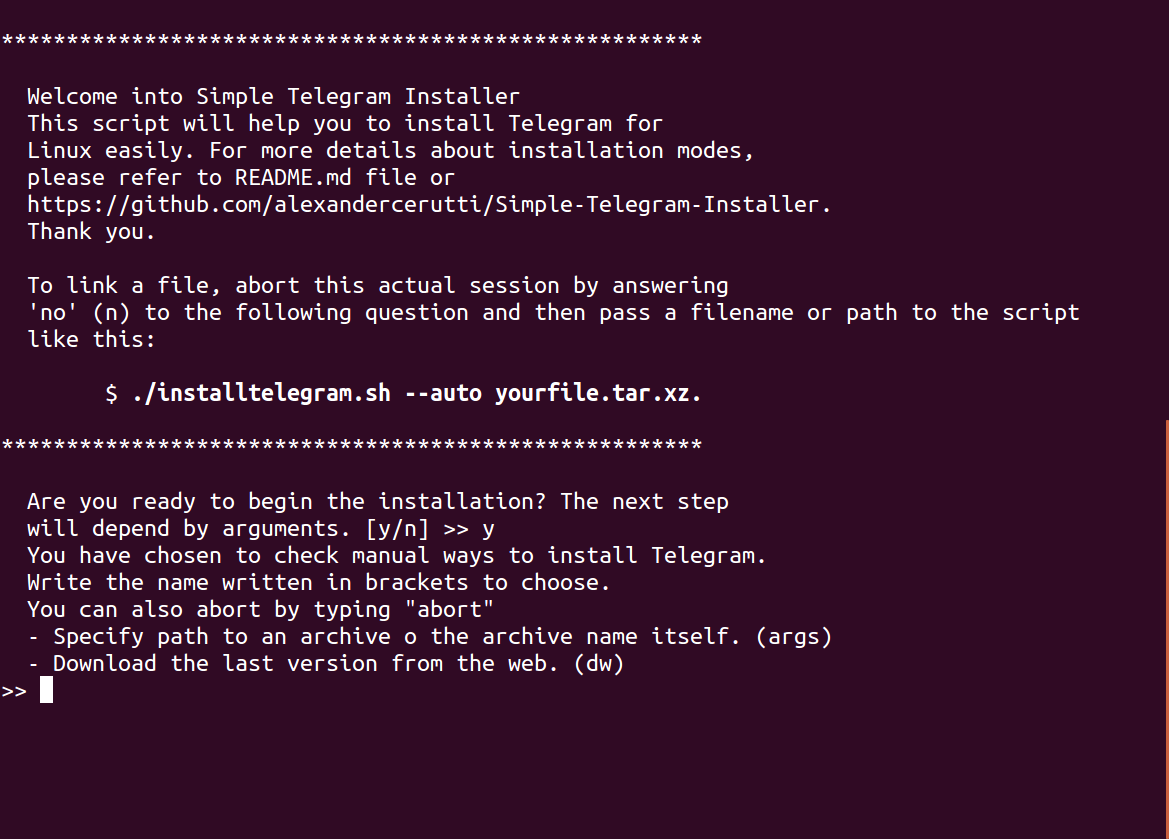 ******************************************************
Welcome into Simple Telegram Installer
This script will help you to install Telegram for
Linux easily. For more details about installation modes,
please refer to README.md file or
https://github.com/alexandercerutti/Simple-Telegram-Installer.
Thank you.
To link a file, abort this actual session by answering
'no' (n) to the following question and then pass a filename or path to the script
like this:
$ ./installtelegram.sh --auto yourfile.tar.xz.
******************************************************
Are you ready to begin the installation? The next step
will depend by arguments. [y/n] >> y
You have chosen to check manual ways to install Telegram.
Write the name written in brackets to choose.
You can also abort by typing "abort"
- Specify path to an archive o the archive name itself. (args)
- Download the last version from the web. (dw)
>>